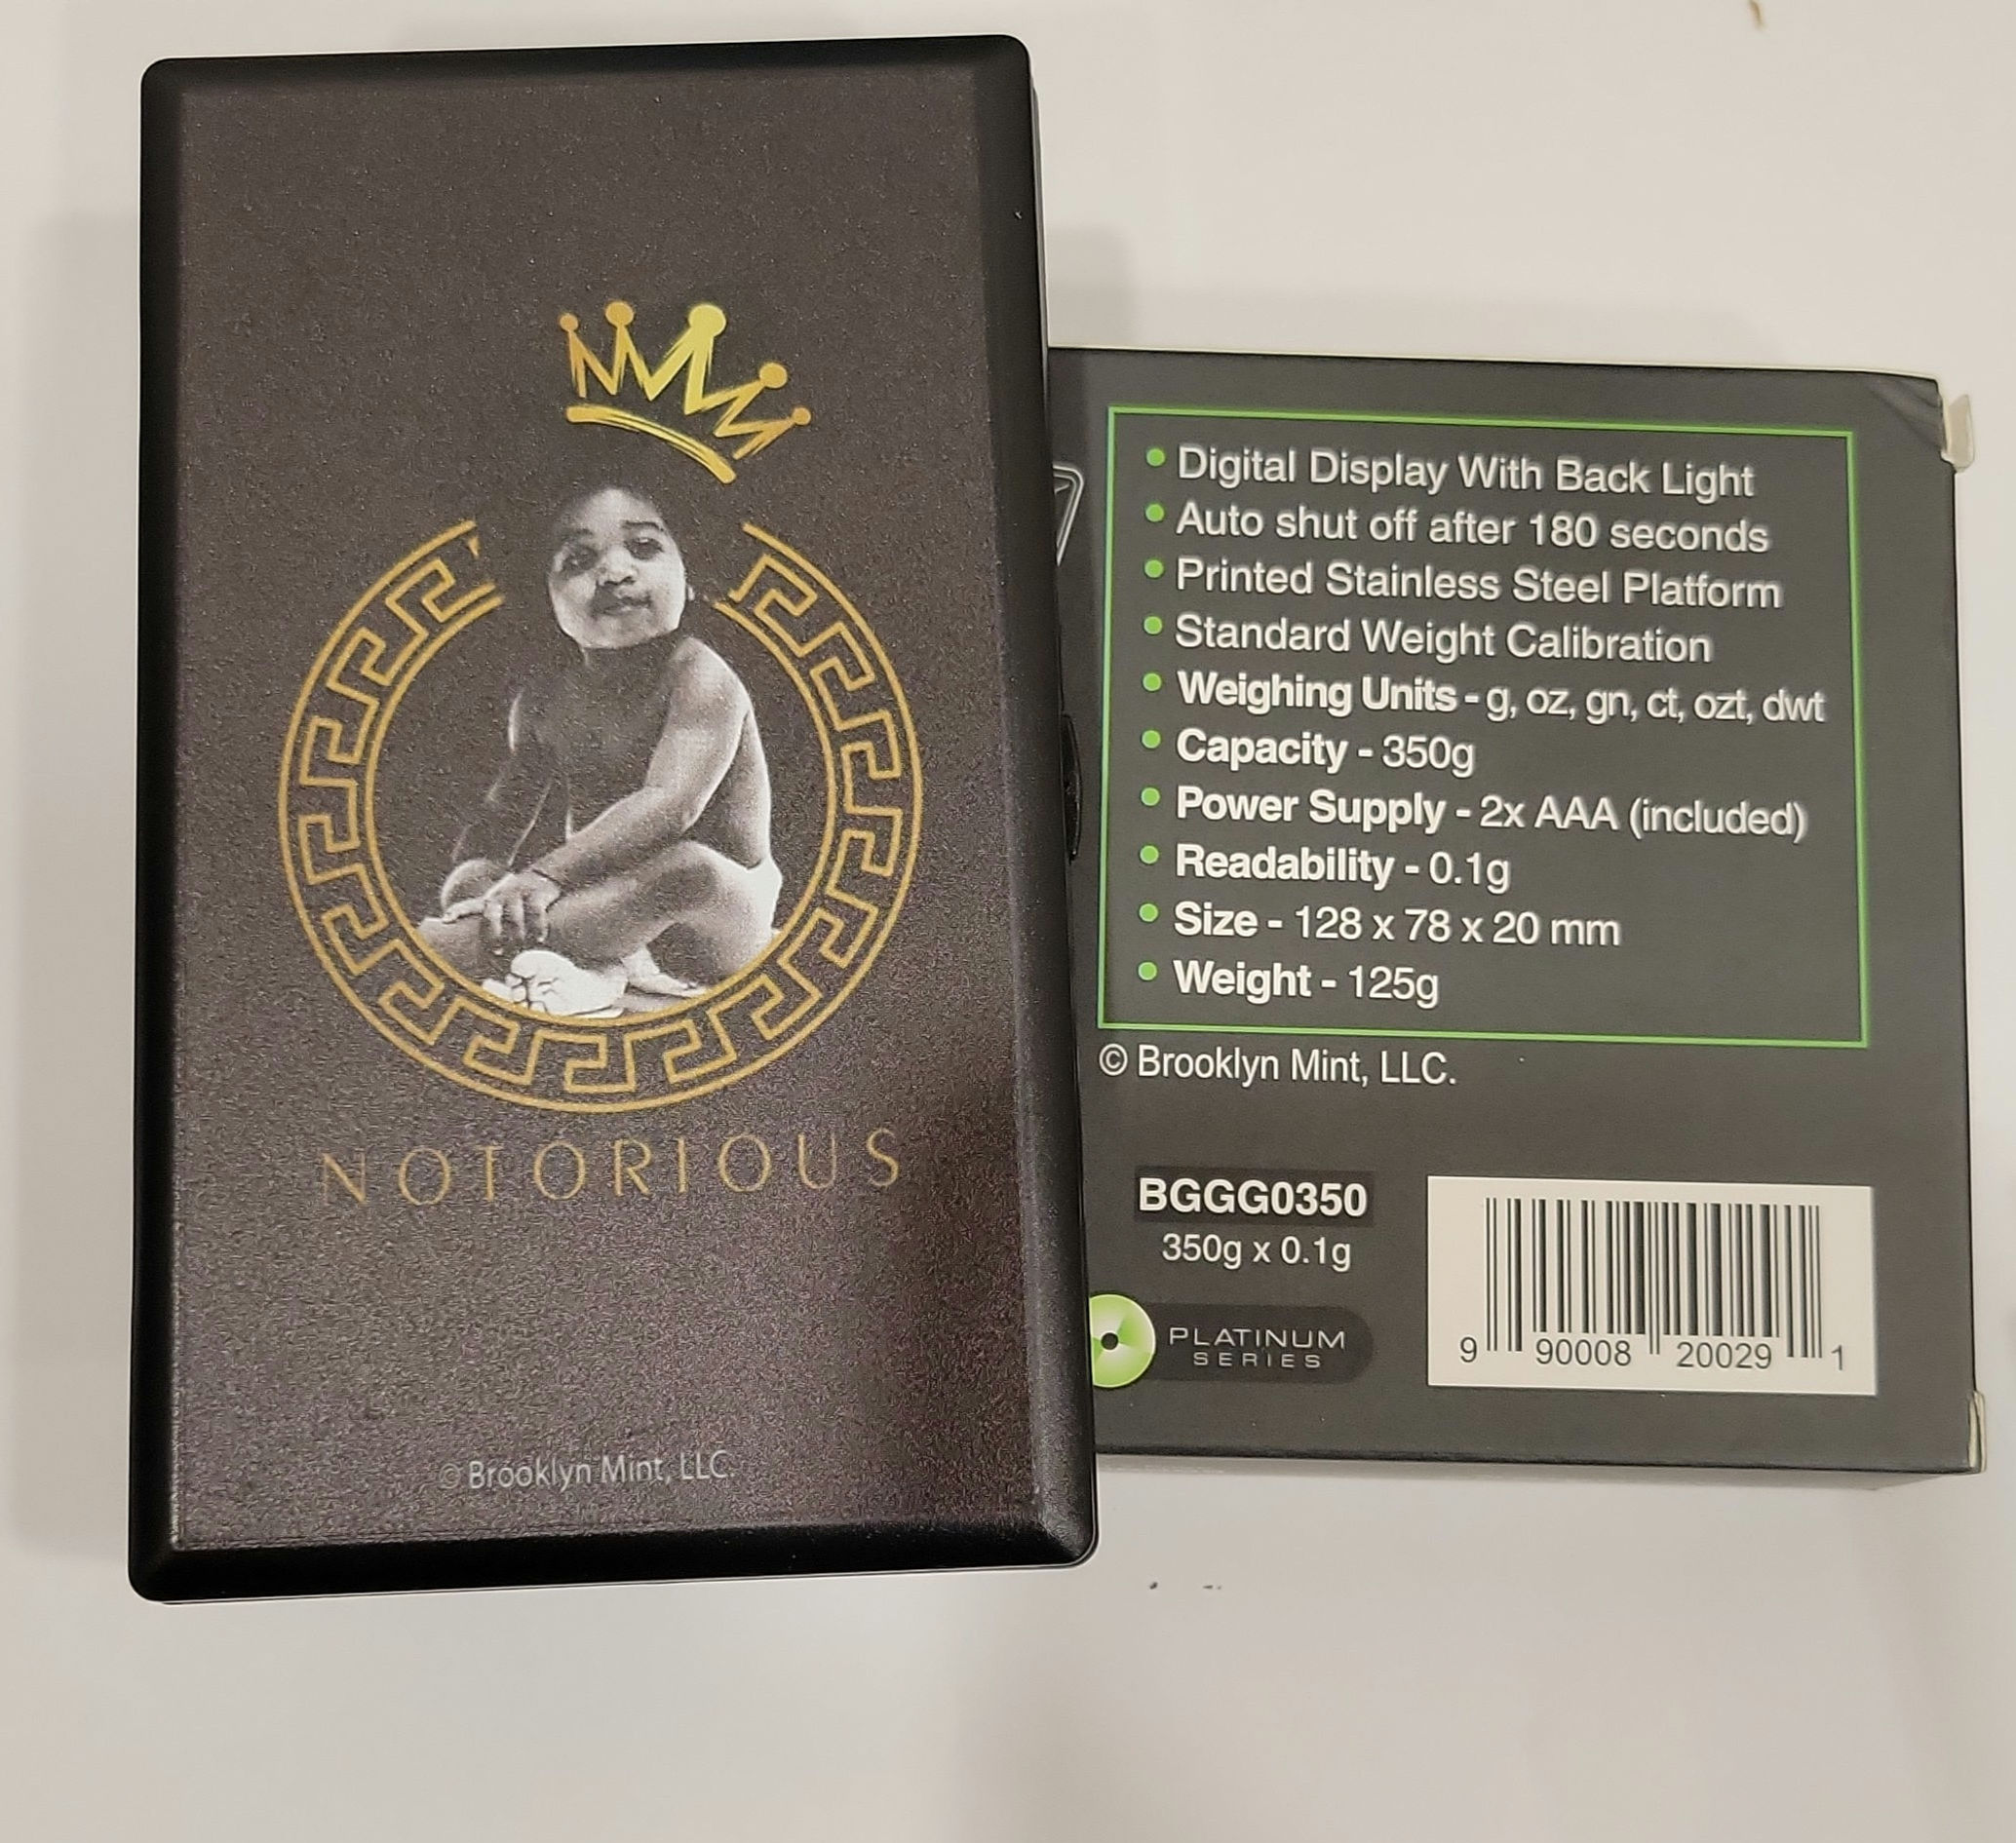 NOTORIOUS
© Brooklyn Mint, LLC.
Digital Display With Back Light
Auto shut off after 180 seconds
Printed Stainless Steel Platform
Standard Weight Calibration
Weighing Units - g, oz, gn, ct, ozt, dwt
Capacity - 350g
Power Supply - 2x AAA (included)
Readability - 0.1g
Size - 128 x 78 x 20 mm
Weight - 125g
© Brooklyn Mint, LLC.
BGGG0350
350g x 0.1g
PLATINUM
SERIES
9 90008 20029 1